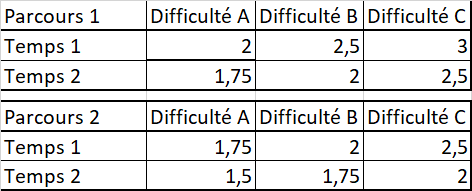 Parcours 1 Difficulté A Difficulté B Difficulté C
Temps 1 2 2,5 3
Temps 2 1,75 2 2,5
Parcours 2 Difficulté A Difficulté B Difficulté C
Temps 1 1,75 2 2,5
Temps 2 1,5 1,75 2